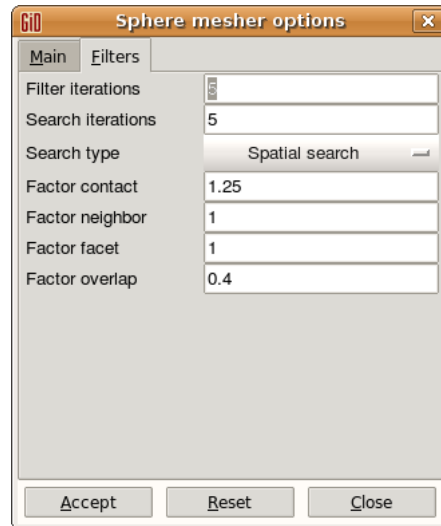 GiD Sphere mesher options
Main Filters
Filter iterations 5
Search iterations 5
Search type Spatial search
Factor contact 1.25
Factor neighbor 1
Factor facet 1
Factor overlap 0.4
Accept Reset Close